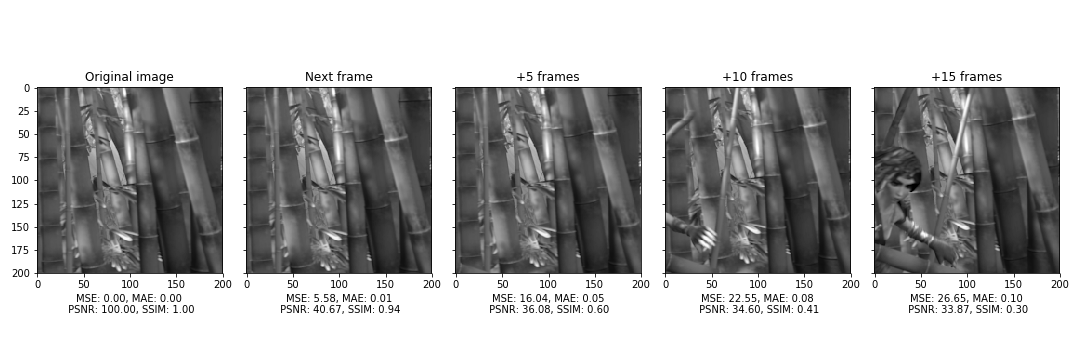 Original image
Next frame
+5 frames
+10 frames
+15 frames
0
25
50
75
100
125
150
175
200
0 50 100 150 200
0 50 100 150 200
0 50 100 150 200
0 50 100 150 200
0 50 100 150 200
MSE: 0.00, MAE: 0.00
PSNR: 100.00, SSIM: 1.00
MSE: 5.58, MAE: 0.01
PSNR: 40.67, SSIM: 0.94
MSE: 16.04, MAE: 0.05
PSNR: 36.08, SSIM: 0.60
MSE: 22.55, MAE: 0.08
PSNR: 34.60, SSIM: 0.41
MSE: 26.65, MAE: 0.10
PSNR: 33.87, SSIM: 0.30